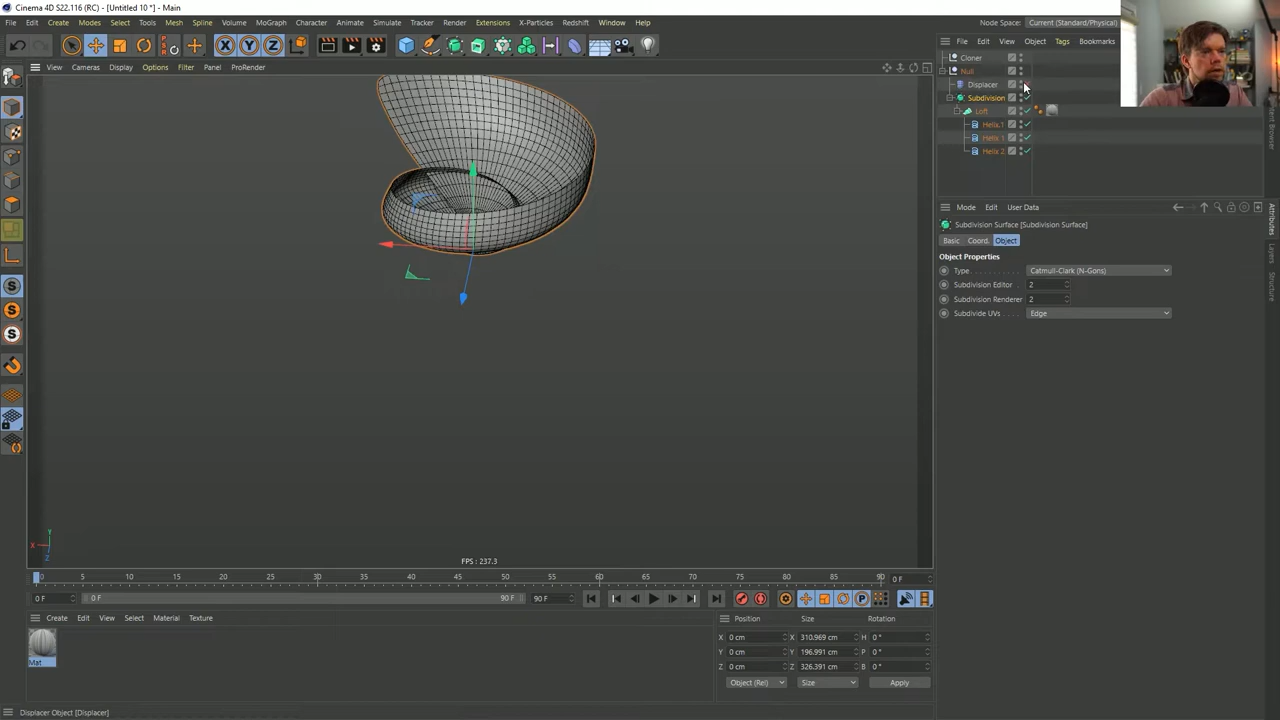 Cinema 4D S22.116 (RC) - [Untitled 10 *] - Main
File Edit Create Modes Select Tools Mesh Spline Volume MoGraph Character Animate Simulate Tracker Render Extensions X-Particles Redshift Window Help
Node Space: Current (Standard/Physical)
View Cameras Display Options Filter Panel ProRender
File Edit View Object Tags Bookmarks
Cloner
Null
Displacer
Subdivision
Loft
Helix.1
Helix 1
Helix 2
Mode Edit User Data
Attributes
Layers
Structure
Subdivision Surface [Subdivision Surface]
Basic Coord. Object
Object Properties
Type Catmull-Clark (N-Gons)
Subdivision Editor 2
Subdivision Renderer 2
Subdivide UVs Edge
Y
X
Z
FPS : 237.3
0 5 10 15 20 25 30 35 40 45 50 55 60 65 70 75 80 85 90 0 F
0 F 0 F 90 F 90 F
Create Edit View Select Material Texture
Mat
Position Size Rotation
X 0 cm X 310.969 cm H 0 °
Y 0 cm Y 196.991 cm P 0 °
Z 0 cm Z 326.391 cm B 0 °
Object (Rel) Size Apply
Displacer Object [Displacer]